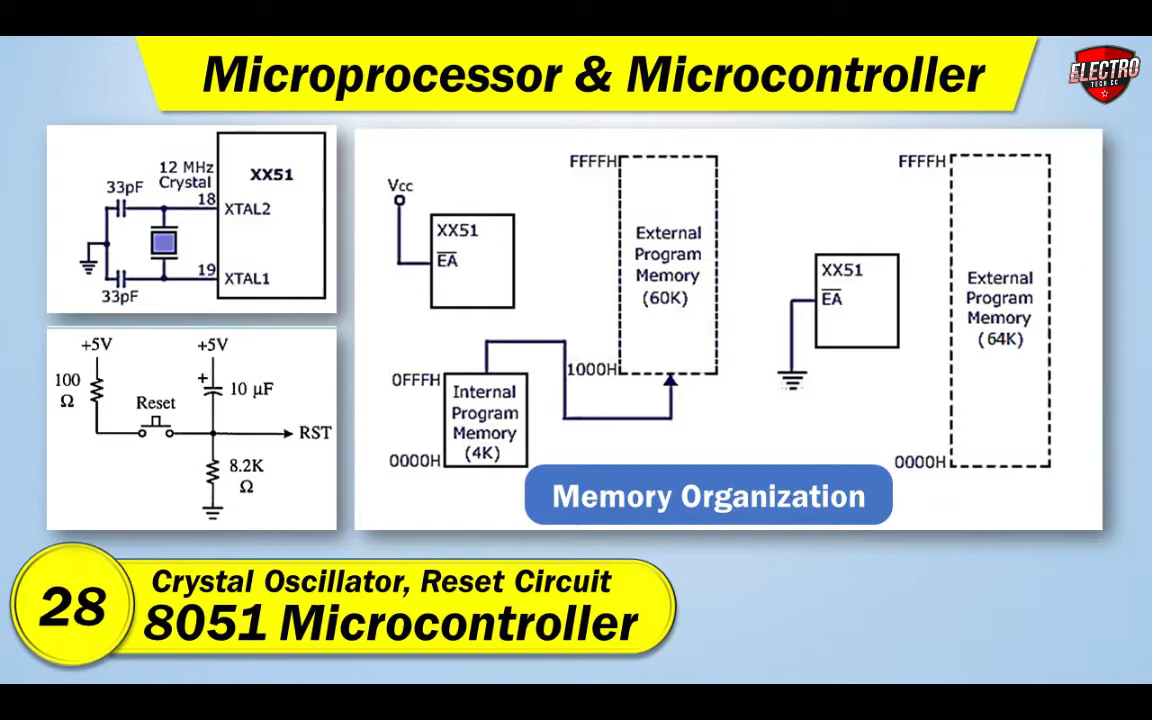 Microprocessor & Microcontroller
ELECTRO
TECH CC
12 MHz
Crystal
XX51
33pF
18
XTAL2
19
XTAL1
33pF
+5V
+5V
100
Ω
+
10 μF
Reset
RST
8.2K
Ω
Vcc
XX51
E̅A̅
FFFFH
External
Program
Memory
(60K)
1000H
0FFFH
Internal
Program
Memory
(4K)
0000H
XX51
E̅A̅
FFFFH
External
Program
Memory
(64K)
0000H
Memory Organization
28
Crystal Oscillator, Reset Circuit
8051 Microcontroller